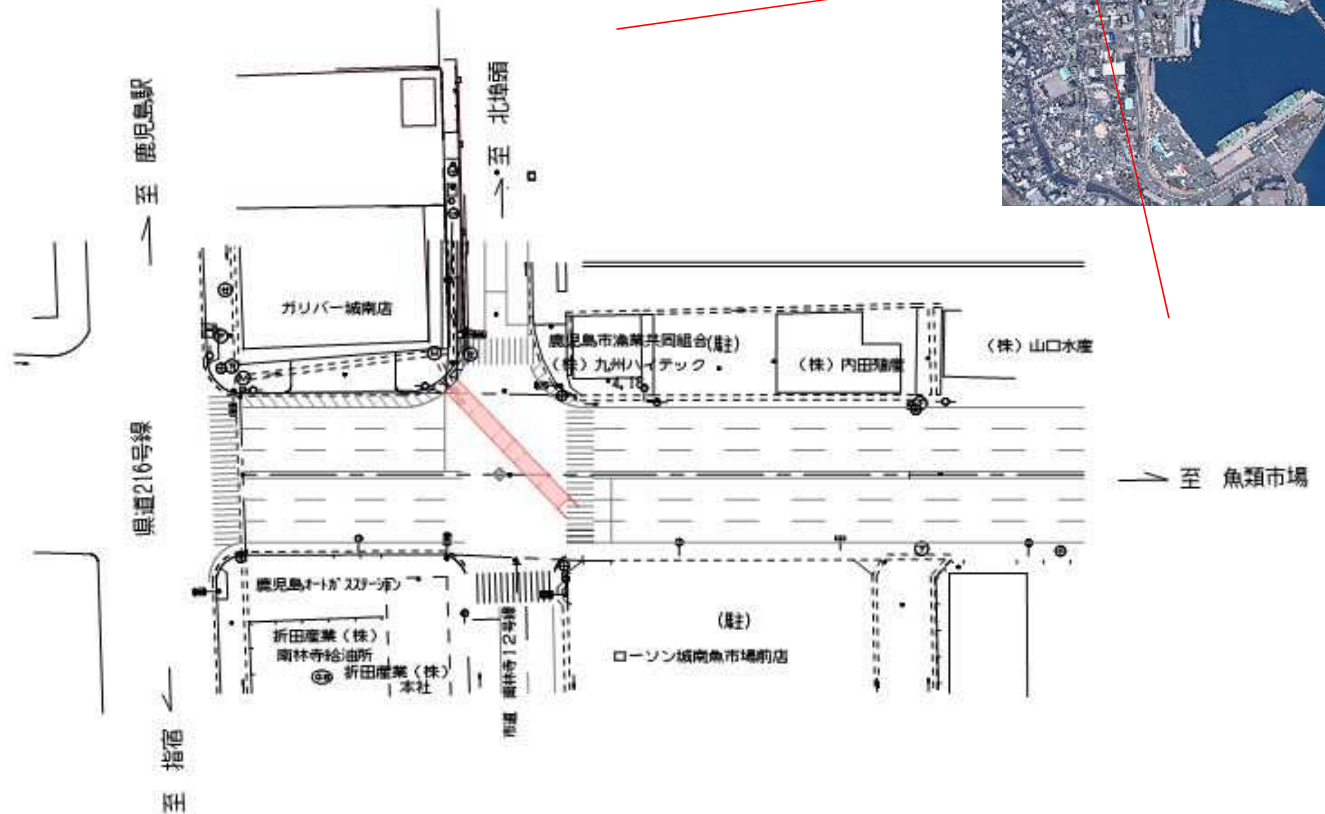 至 鹿児島駅
至 北埠頭
ガリバー城南店
鹿児島市漁業共同組合(駐)
(株)九州ハイテック
4.18
(株)内田殖産
(株)山口水産
県道216号線
至 魚類市場
鹿児島オートガスステーション
折田産業(株)
南林寺給油所
折田産業(株)
本社
市道 南林寺12号線
(駐)
ローソン城南魚市場前店
至 指宿